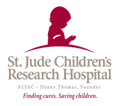 St. Jude Children's
Research Hospital
ALSAC • Danny Thomas, Founder
Finding cures. Saving children.